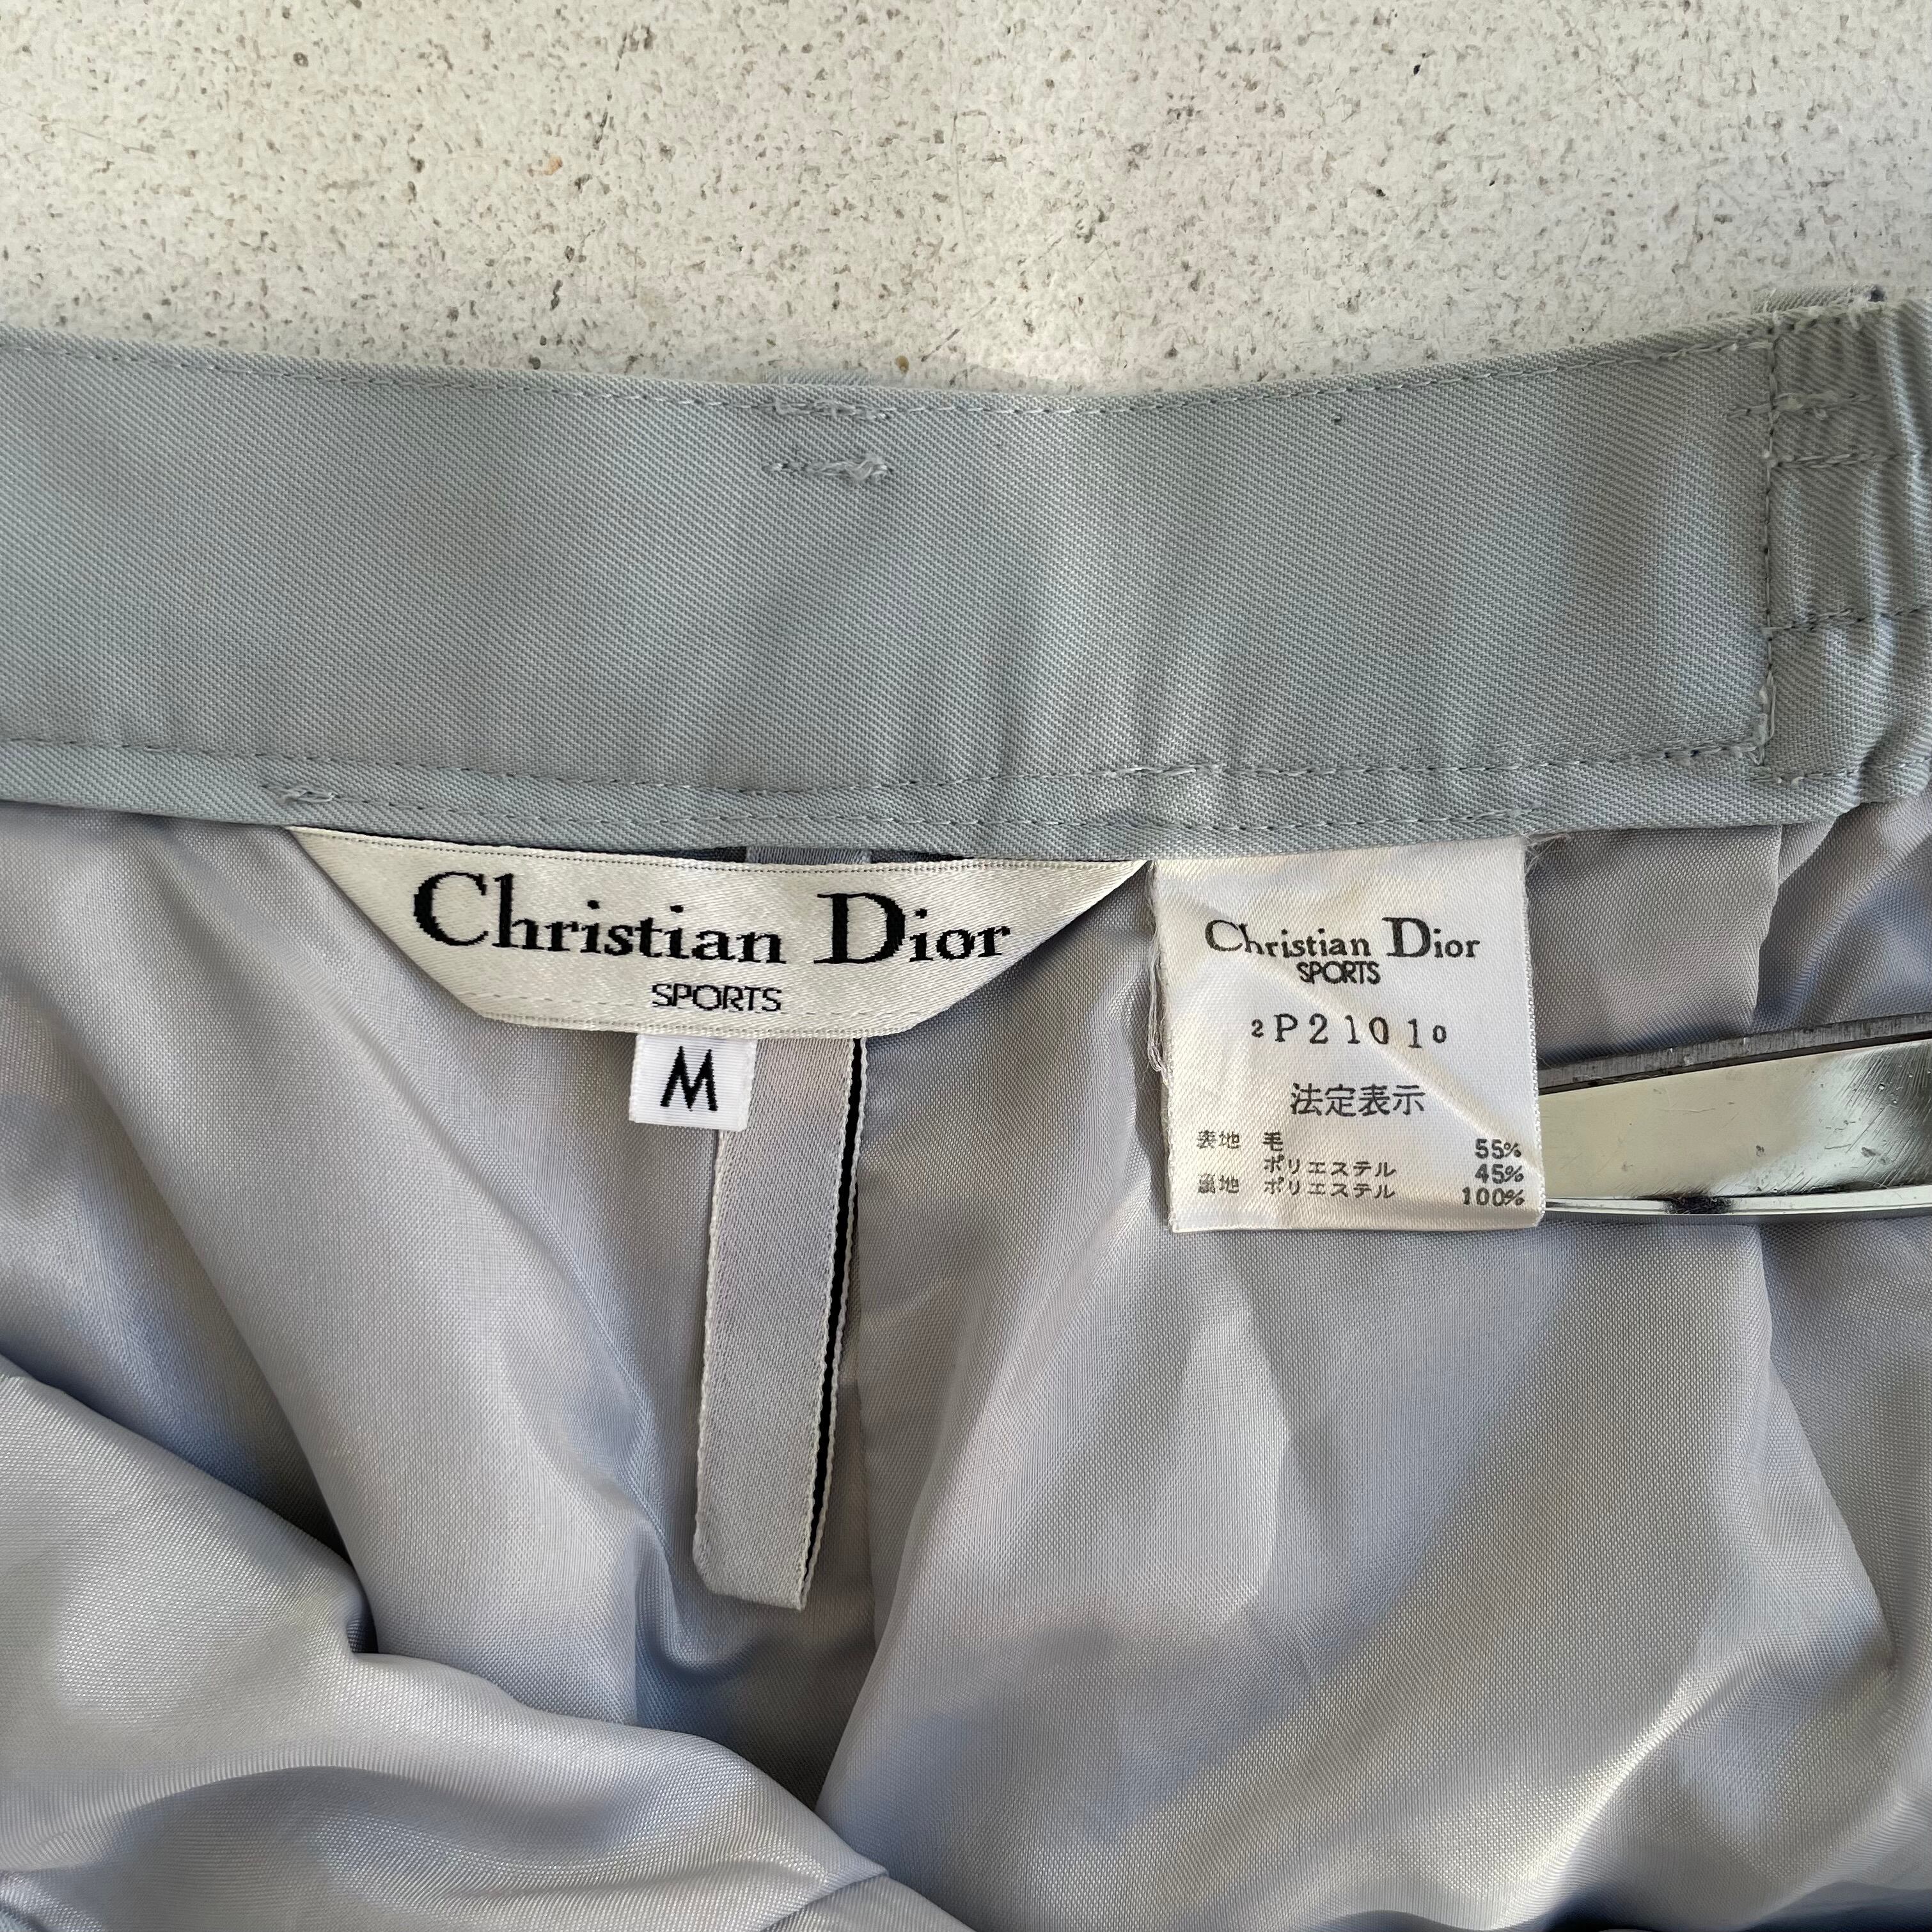 Christian Dior
SPORTS
M
Christian Dior
SPORTS
2P21010
法定表示
表地 毛 55%
ポリエステル 45%
裏地 ポリエステル 100%